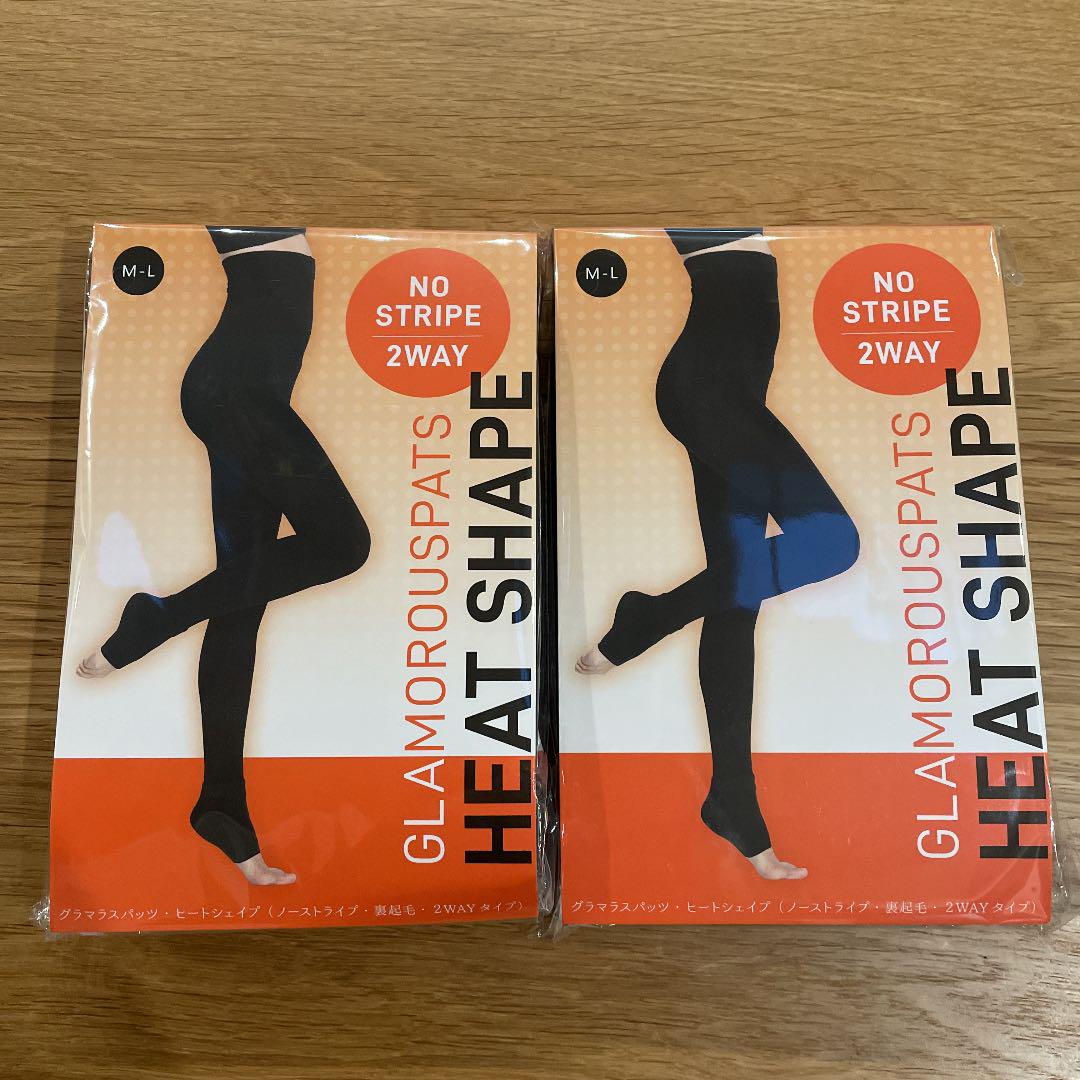 M-L
NO
STRIPE
2WAY
GLAMOROUSPATS
HEAT SHAPE
グラマラスパッツ・ヒートシェイプ（ノーストライプ・裏起毛・2WAYタイプ）
M-L
NO
STRIPE
2WAY
GLAMOROUSPATS
HEAT SHAPE
グラマラスパッツ・ヒートシェイプ（ノーストライプ・裏起毛・2WAYタイプ）